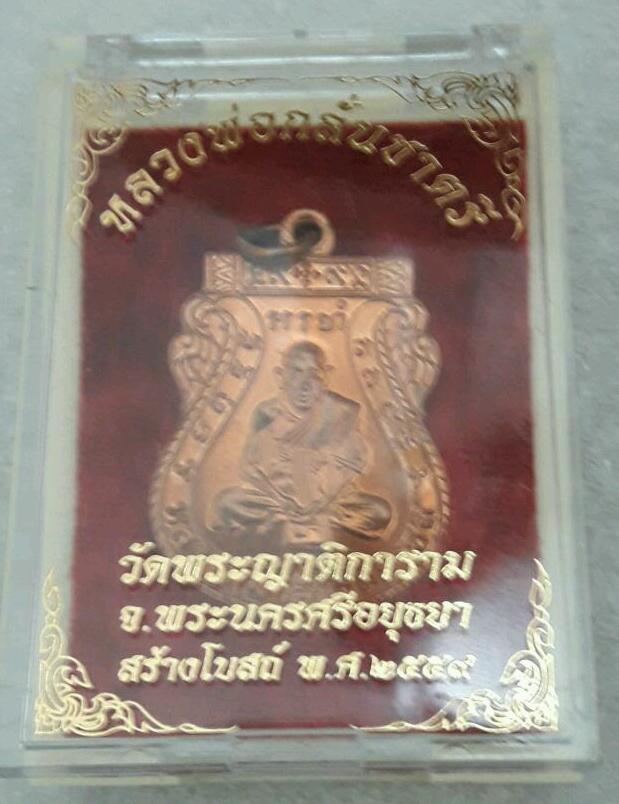 หลวงพ่อกลั่นชาตรี
วัดพระญาติการาม
จ.พระนครศรีอยุธยา
สร้างโบสถ์ พ.ศ.๒๕๕๙